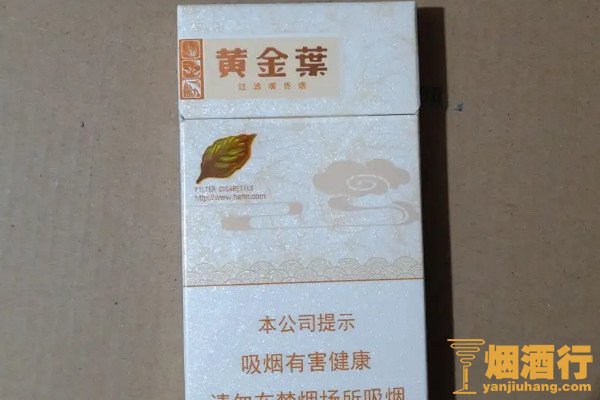 黄金葉
过滤嘴香烟
FILTER CIGARETTES
本公司提示
吸烟有害健康
请勿在禁烟场所吸烟
烟酒行
yanjiuhang.com